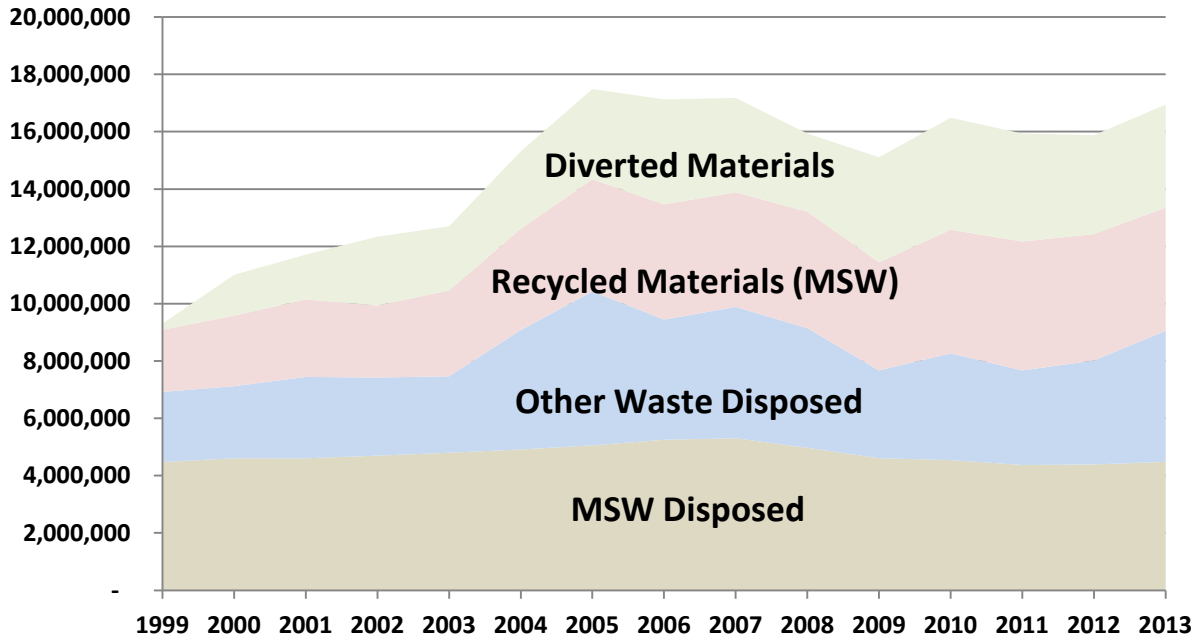 20,000,000
18,000,000
16,000,000
14,000,000
12,000,000
10,000,000
8,000,000
6,000,000
4,000,000
2,000,000
-
Diverted Materials
Recycled Materials (MSW)
Other Waste Disposed
MSW Disposed
1999 2000 2001 2002 2003 2004 2005 2006 2007 2008 2009 2010 2011 2012 2013